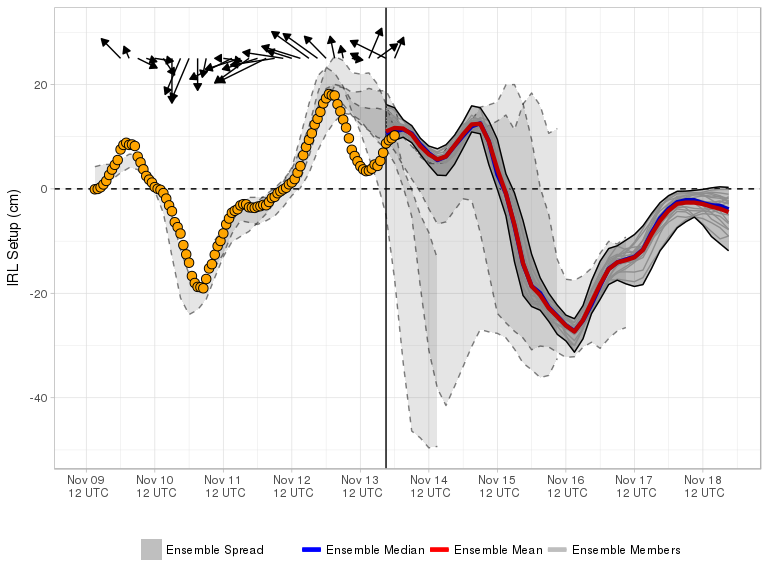 IRL Setup (cm)
20
0
-20
-40
Nov 09 Nov 10 Nov 11 Nov 12 Nov 13 Nov 14 Nov 15 Nov 16 Nov 17 Nov 18
12 UTC 12 UTC 12 UTC 12 UTC 12 UTC 12 UTC 12 UTC 12 UTC 12 UTC 12 UTC
Ensemble Spread Ensemble Median Ensemble Mean Ensemble Members